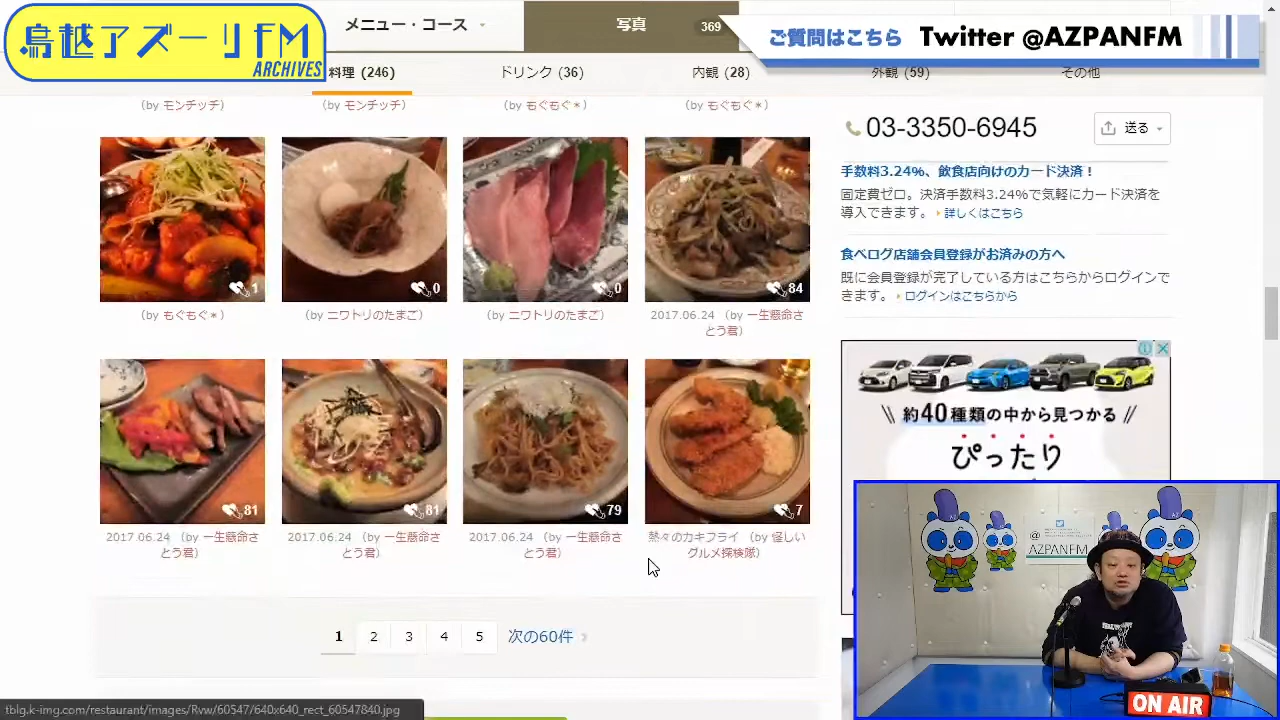 鳥越アズーリFM
ARCHIVES
メニュー・コース
写真
369
ご質問はこちら Twitter @AZPANFM
料理 (246)
ドリンク (36)
内観 (28)
外観 (59)
その他
(by モンチッチ)
(by モンチッチ)
(by もぐもぐ＊)
(by もぐもぐ＊)
03-3350-6945
送る
手数料3.24%、飲食店向けのカード決済！
固定費ゼロ。決済手数料3.24%で気軽にカード決済を
導入できます。 詳しくはこちら
食べログ店舗会員登録がお済みの方へ
既に会員登録が完了している方はこちらからログインで
きます。 ログインはこちらから
1
0
0
84
(by もぐもぐ＊)
(by ニワトリのたまご)
(by ニワトリのたまご)
2017.06.24 (by 一生懸命さ
とう君)
81
81
79
7
2017.06.24 (by 一生懸命さ
とう君)
2017.06.24 (by 一生懸命さ
とう君)
2017.06.24 (by 一生懸命さ
とう君)
熱々のカキフライ (by 怪しい
グルメ探検隊)
約40種類の中から見つかる
ぴったり
1
2
3
4
5
次の60件
@
AZPANFM
ON AIR
tblg.k-img.com/restaurant/images/Rvw/60547/640x640_rect_60547840.jpg